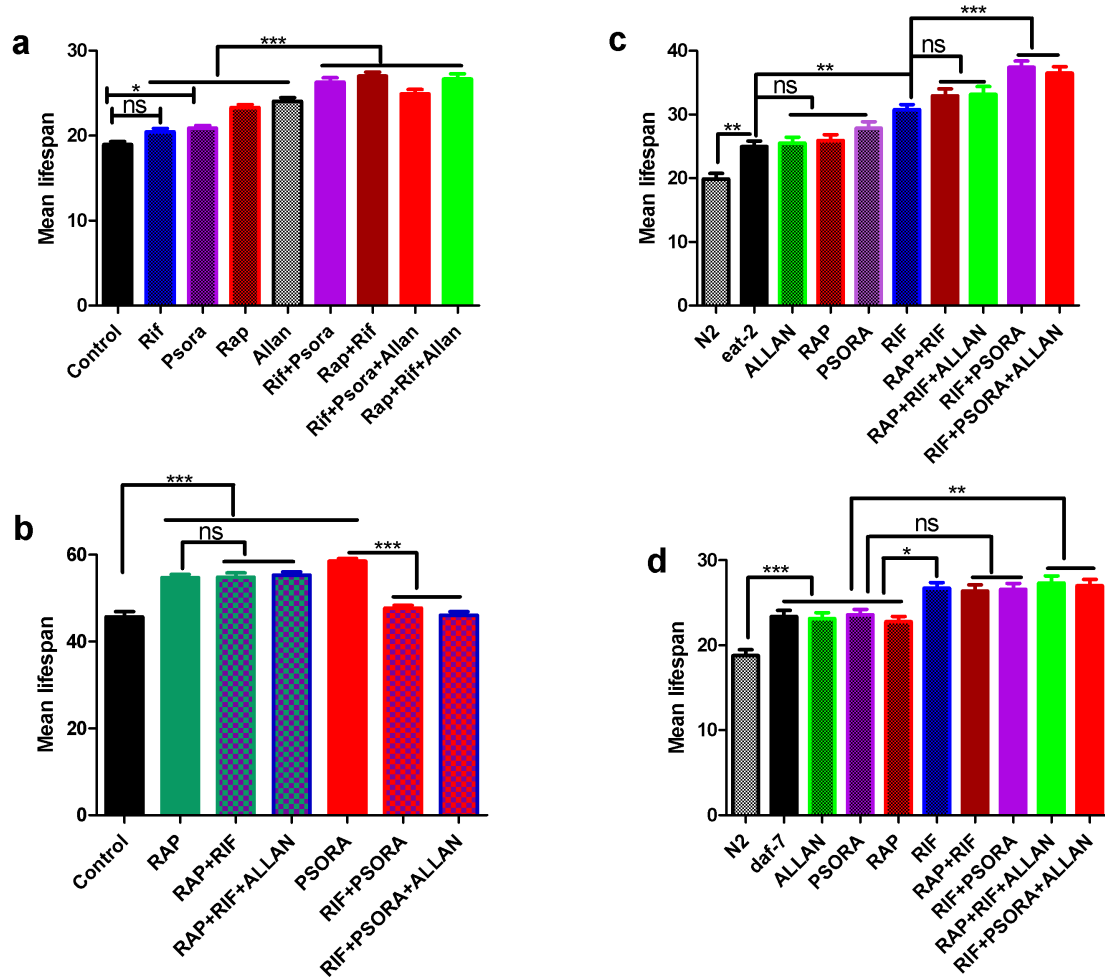 a
***
*
ns
30
20
10
0
Mean lifespan
Control
Rif
Psora
Rap
Allan
Rif+Psora
Rap+Rif
Rif+Psora+Allan
Rap+Rif+Allan
c
***
ns
**
ns
**
40
30
20
10
0
Mean lifespan
N2
eat-2
ALLAN
RAP
PSORA
RIF
RAP+RIF
RAP+RIF+ALLAN
RIF+PSORA
RIF+PSORA+ALLAN
b
***
ns
***
60
40
20
0
Mean lifespan
Control
RAP
RAP+RIF
RAP+RIF+ALLAN
PSORA
RIF+PSORA
RIF+PSORA+ALLAN
d
**
ns
*
***
30
20
10
0
Mean lifespan
N2
daf-7
ALLAN
PSORA
RAP
RIF
RAP+RIF
RIF+PSORA
RAP+RIF+ALLAN
RIF+PSORA+ALLAN